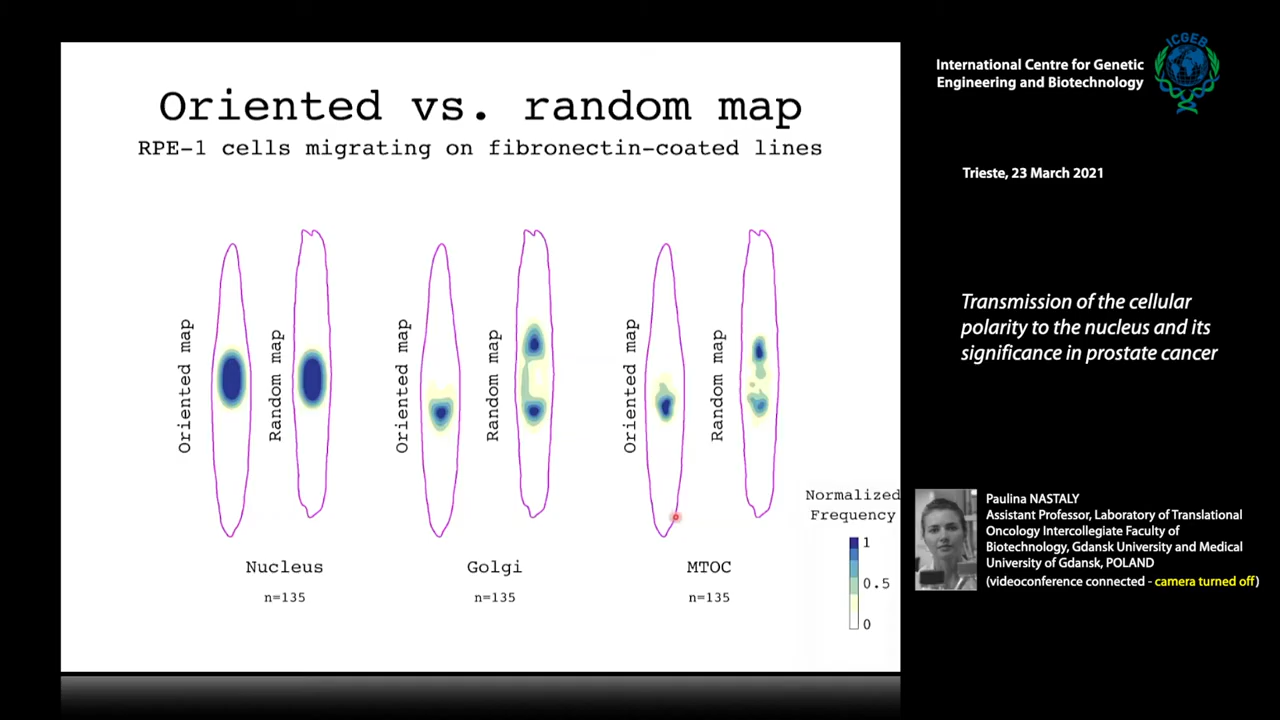 Oriented vs. random map
RPE-1 cells migrating on fibronectin-coated lines
Oriented map
Random map
Oriented map
Random map
Oriented map
Random map
Nucleus
n=135
Golgi
n=135
MTOC
n=135
Normalized
Frequency
1
0.5
0
International Centre for Genetic
Engineering and Biotechnology
ICGEB
Trieste, 23 March 2021
Transmission of the cellular
polarity to the nucleus and its
significance in prostate cancer
Paulina NASTALY
Assistant Professor, Laboratory of Translational
Oncology Intercollegiate Faculty of
Biotechnology, Gdansk University and Medical
University of Gdansk, POLAND
(videoconference connected - camera turned off)